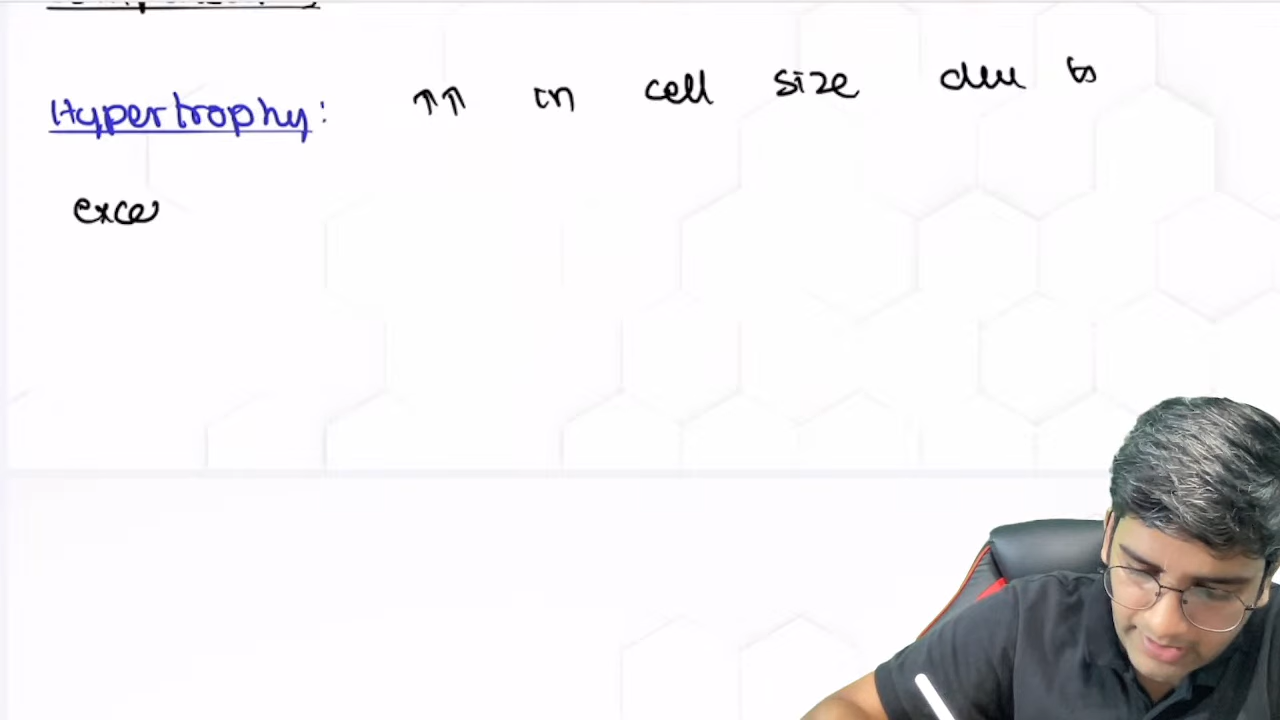 Hypertrophy: ↑↑ in cell size due to
exce